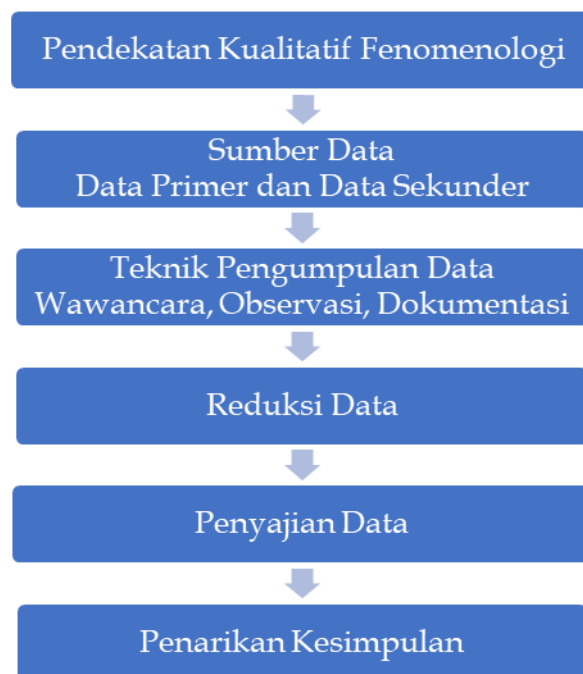 Pendekatan Kualitatif Fenomenologi
Sumber Data
Data Primer dan Data Sekunder
Teknik Pengumpulan Data
Wawancara, Observasi, Dokumentasi
Reduksi Data
Penyajian Data
Penarikan Kesimpulan